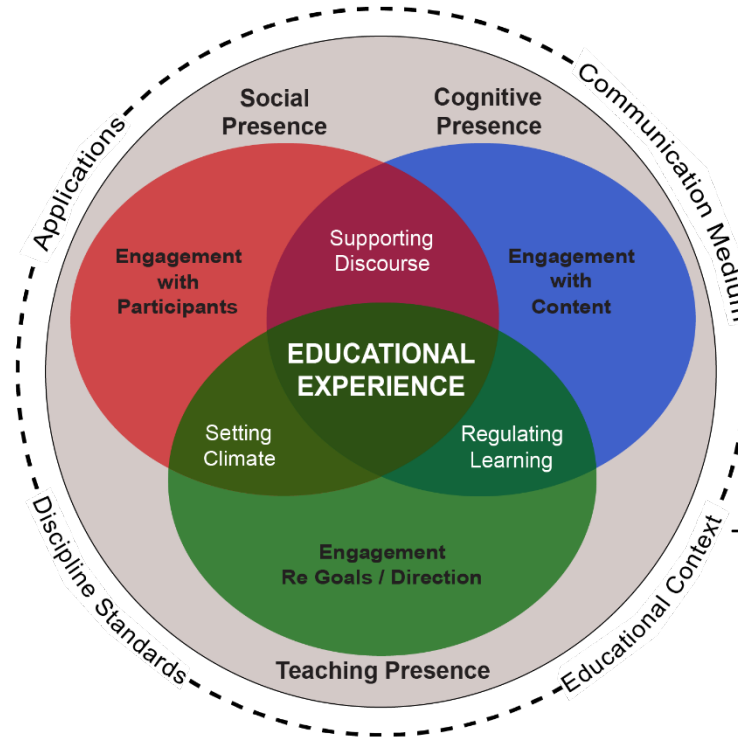 Social
Presence
Cognitive
Presence
Applications
Communication Medium
Engagement
with
Participants
Supporting
Discourse
Engagement
with
Content
EDUCATIONAL
EXPERIENCE
Setting
Climate
Regulating
Learning
Engagement
Re Goals / Direction
Teaching Presence
Discipline Standards
Educational Context